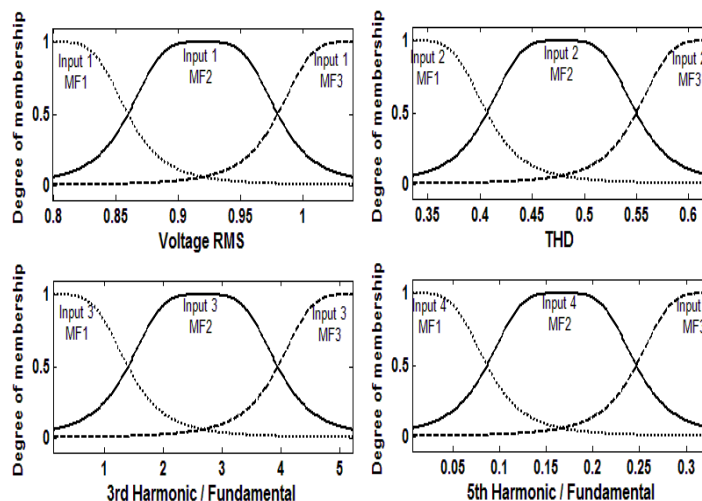 Degree of membership
1
0.5
0
Input 1
MF1
Input 1
MF2
Input 1
MF3
0.8 0.85 0.9 0.95 1
Voltage RMS
Degree of membership
1
0.5
0
Input 2
MF1
Input 2
MF2
Input 2
MF3
0.35 0.4 0.45 0.5 0.55 0.6
THD
Degree of membership
1
0.5
0
Input 3
MF1
Input 3
MF2
Input 3
MF3
1 2 3 4 5
3rd Harmonic / Fundamental
Degree of membership
1
0.5
0
Input 4
MF1
Input 4
MF2
Input
MF3
0.05 0.1 0.15 0.2 0.25 0.3
5th Harmonic / Fundamental